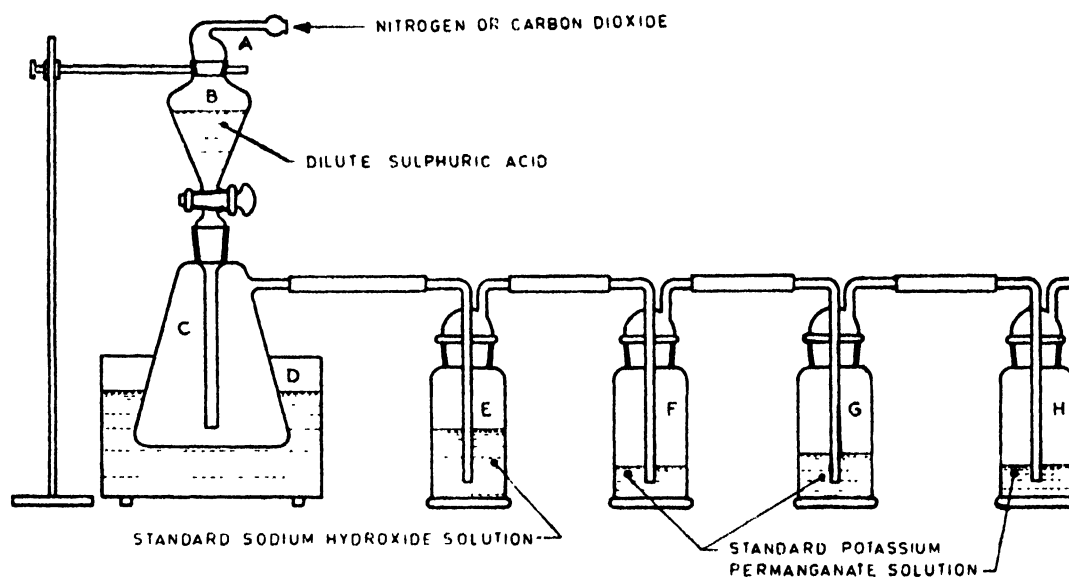 NITROGEN OR CARBON DIOXIDE
A
B
DILUTE SULPHURIC ACID
C
D
E
F
G
H
STANDARD SODIUM HYDROXIDE SOLUTION
STANDARD POTASSIUM
PERMANGANATE SOLUTION